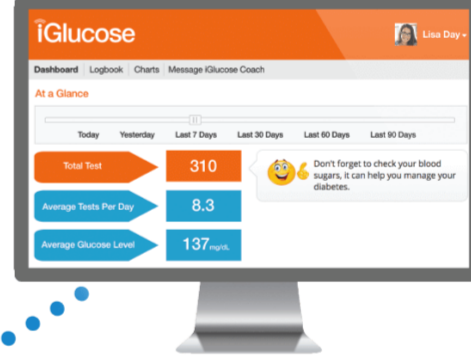 iGlucose
Lisa Day
Dashboard Logbook Charts Message iGlucose Coach
At a Glance
Today Yesterday Last 7 Days Last 30 Days Last 60 Days Last 90 Days
Total Test 310
Don't forget to check your blood
sugars, it can help you manage your
diabetes.
Average Tests Per Day 8.3
Average Glucose Level 137 mg/dL